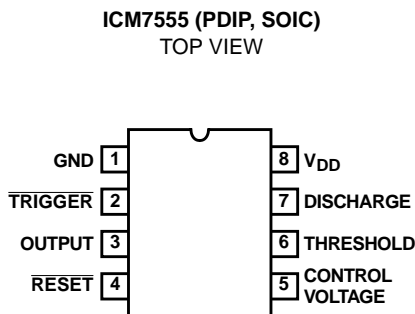 ICM7555 (PDIP, SOIC)
TOP VIEW
GND 1
8 VDD
TRIGGER 2
7 DISCHARGE
OUTPUT 3
6 THRESHOLD
RESET 4
5 CONTROL
VOLTAGE